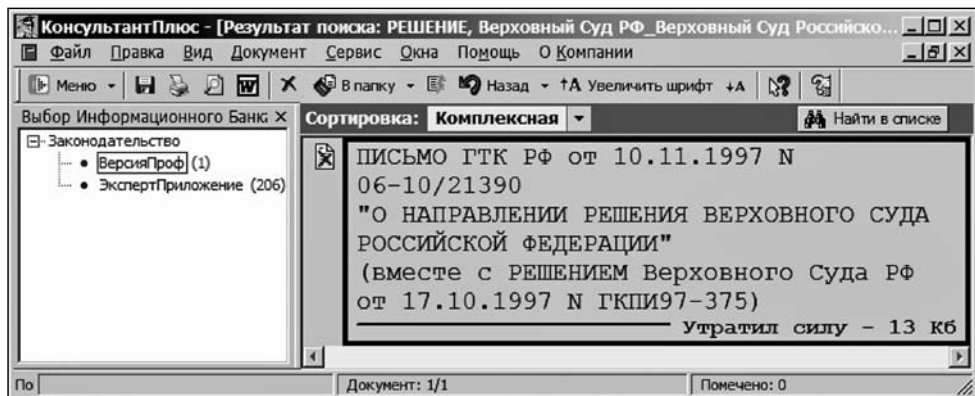 КонсультантПлюс - [Результат поиска: РЕШЕНИЕ, Верховный Суд РФ_Верховный Суд Российско...
Файл Правка Вид Документ Сервис Окна Помощь О Компании
Меню В папку Назад Увеличить шрифт
Выбор Информационного Банка
Сортировка: Комплексная Найти в списке
Законодательство
ВерсияПроф (1)
ЭкспертПриложение (206)
ПИСЬМО ГТК РФ от 10.11.1997 N
06-10/21390
"О НАПРАВЛЕНИИ РЕШЕНИЯ ВЕРХОВНОГО СУДА
РОССИЙСКОЙ ФЕДЕРАЦИИ"
(вместе с РЕШЕНИЕМ Верховного Суда РФ
от 17.10.1997 N ГКПИ97-375)
Утратил силу - 13 Кб
По Документ: 1/1 Помечено: 0